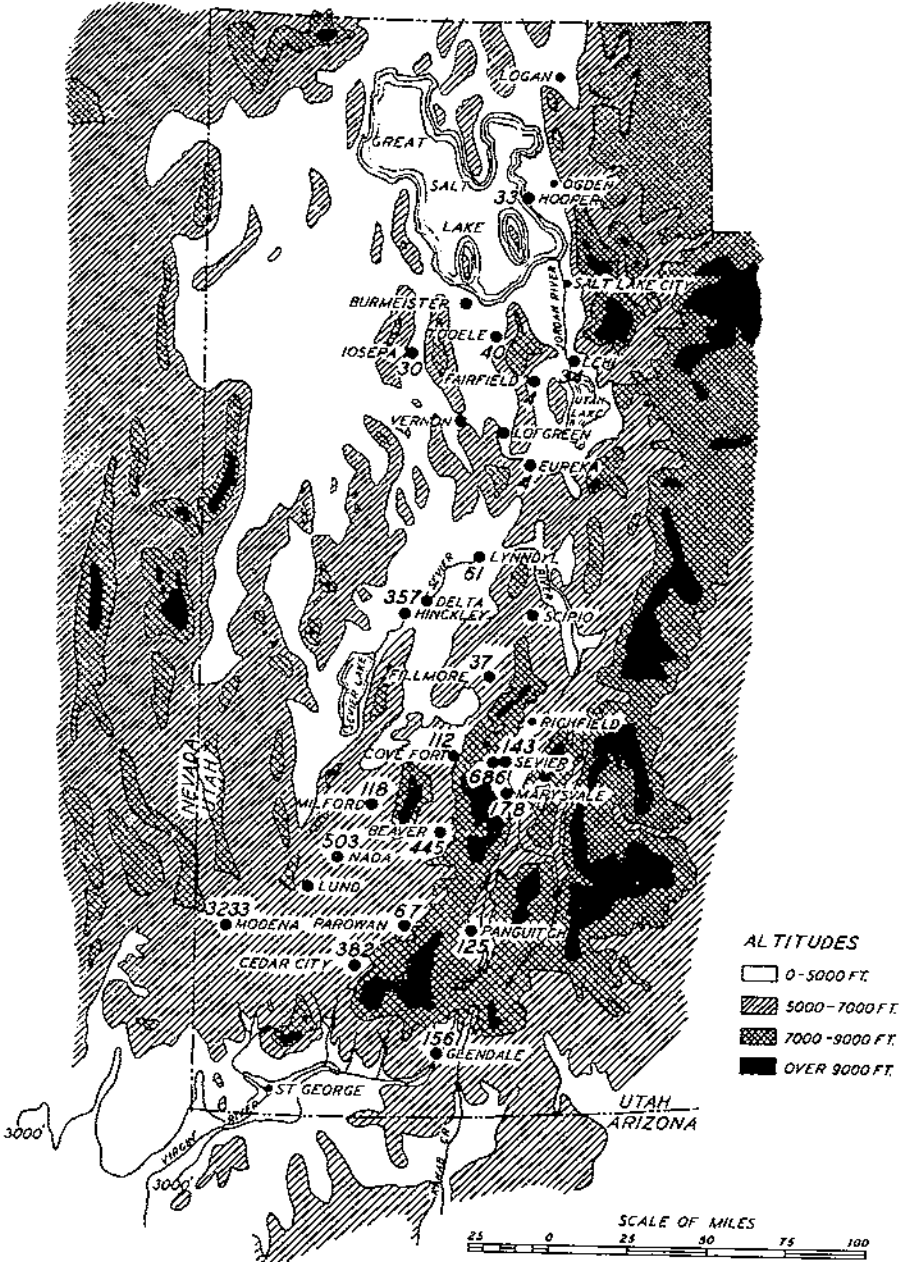 LOGAN
GREAT
SALT
LAKE
OGDEN
33 HOOPER
SALT LAKE CITY
JORDAN RIVER
BURMEISTER
TOOELE
40
IOSEPA
30
LEHI
FAIRFIELD
4
UTAH
LAKE
VERNON
LOFGREEN
EUREKA
4
LYNNDYL
61
SEVIER
357
DELTA
HINCKLEY
SCIPIO
37
FILLMORE
SEVIER LAKE
RICHFIELD
112
COVE FORT
143
SEVIER
686
NEVADA
UTAH
118
MILFORD
MARYSVALE
178
BEAVER
445
503
NADA
LUND
3233
MODENA
67
PAROWAN
PANGUITCH
125
382
CEDAR CITY
156
GLENDALE
ST GEORGE
UTAH
ARIZONA
3000'
VIRGIN RIVER
3000'
ALTITUDES
0-5000 FT.
5000-7000 FT.
7000-9000 FT.
OVER 9000 FT.
SCALE OF MILES
25 0 25 50 75 100